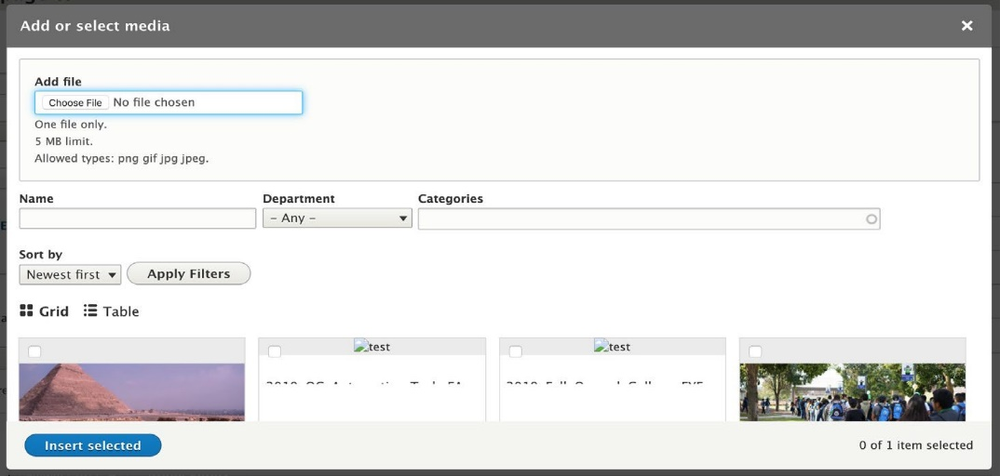 Add or select media
Add file
Choose File No file chosen
One file only.
5 MB limit.
Allowed types: png gif jpg jpeg.
Name Department Categories
– Any –
Sort by
Newest first Apply Filters
Grid Table
test test
Insert selected 0 of 1 item selected